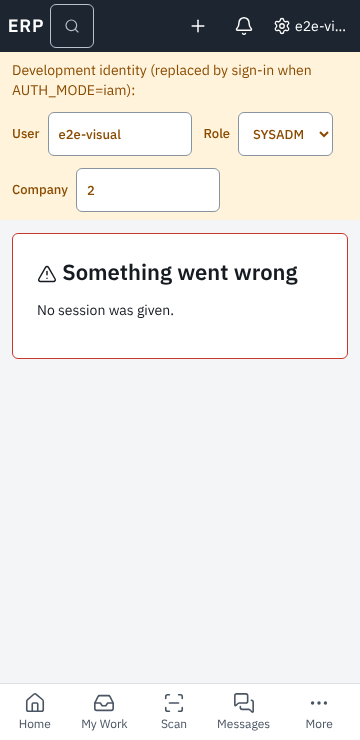 ERP
e2e-vi...
Development identity (replaced by sign-in when
AUTH_MODE=iam):
User e2e-visual Role SYSADM
Company 2
Something went wrong
No session was given.
Home My Work Scan Messages More